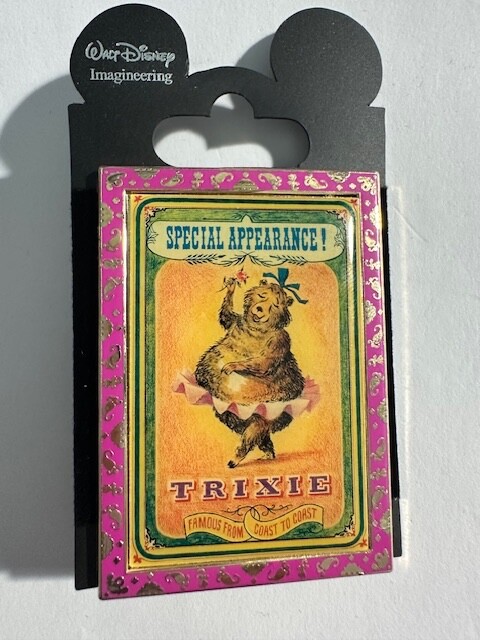 WALT DISNEY
Imagineering
SPECIAL APPEARANCE!
TRIXIE
FAMOUS FROM COAST TO COAST